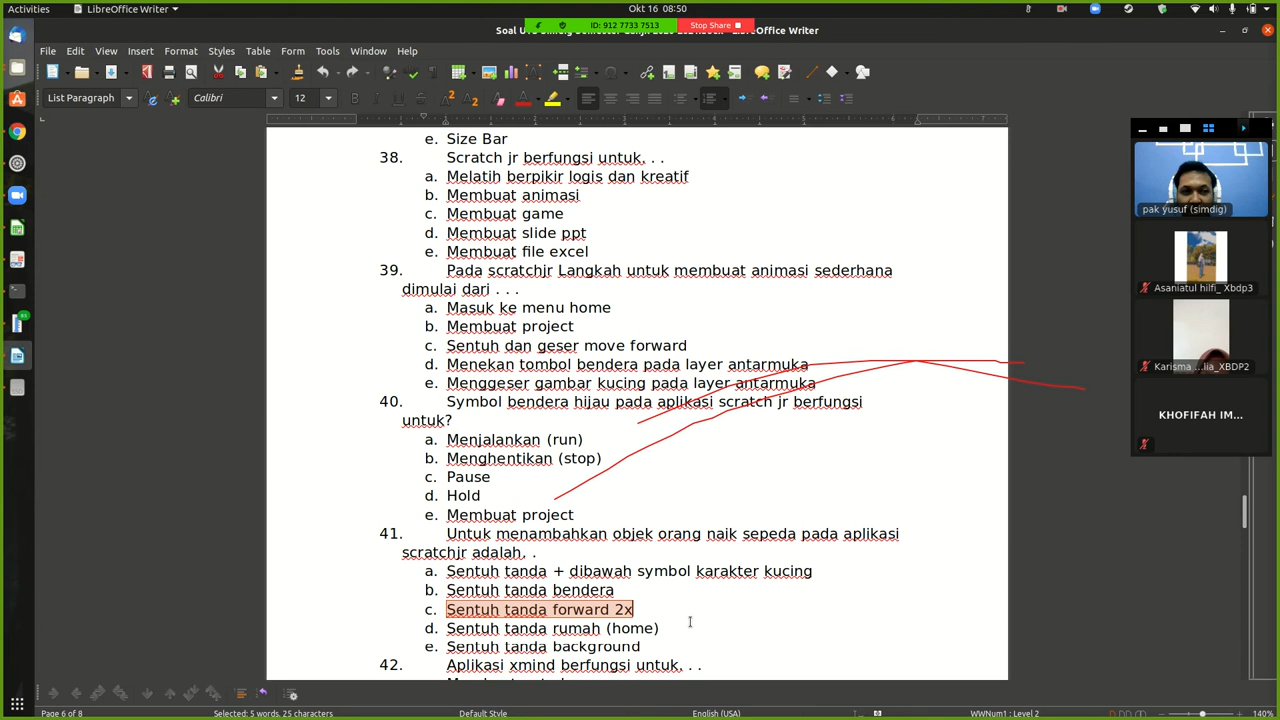 Activities
LibreOffice Writer
Okt 16 08:50
ID: 912 7733 7513
Stop Share
LibreOffice Writer
File Edit View Insert Format Styles Table Form Tools Window Help
List Paragraph
Calibri
12
e. Size Bar
38. Scratch jr berfungsi untuk. . .
a. Melatih berpikir logis dan kreatif
b. Membuat animasi
c. Membuat game
d. Membuat slide ppt
e. Membuat file excel
39. Pada scratchjr Langkah untuk membuat animasi sederhana
dimulai dari . . .
a. Masuk ke menu home
b. Membuat project
c. Sentuh dan geser move forward
d. Menekan tombol bendera pada layer antarmuka
e. Menggeser gambar kucing pada layer antarmuka
40. Symbol bendera hijau pada aplikasi scratch jr berfungsi
untuk?
a. Menjalankan (run)
b. Menghentikan (stop)
c. Pause
d. Hold
e. Membuat project
41. Untuk menambahkan objek orang naik sepeda pada aplikasi
scratchjr adalah. .
a. Sentuh tanda + dibawah symbol karakter kucing
b. Sentuh tanda bendera
c. Sentuh tanda forward 2x
d. Sentuh tanda rumah (home)
e. Sentuh tanda background
42. Aplikasi xmind berfungsi untuk. . .
pak yusuf (simdig)
Asaniatul hilfi_ Xbdp3
Karisma ...lia_XBDP2
KHOFIFAH IM...
Page 6 of 8
Selected: 5 words, 25 characters
Default Style
English (USA)
WWNum1 : Level 2
140%